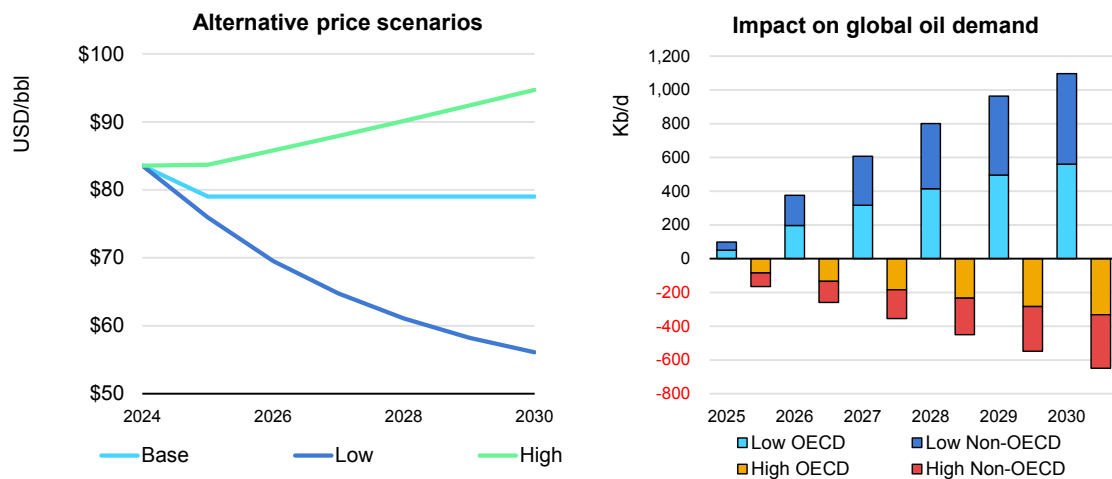 Alternative price scenarios
USD/bbl
$100
$90
$80
$70
$60
$50
2024 2026 2028 2030
Base Low High
Impact on global oil demand
Kb/d
1,200
1,000
800
600
400
200
0
-200
-400
-600
-800
2025 2026 2027 2028 2029 2030
Low OECD Low Non-OECD
High OECD High Non-OECD